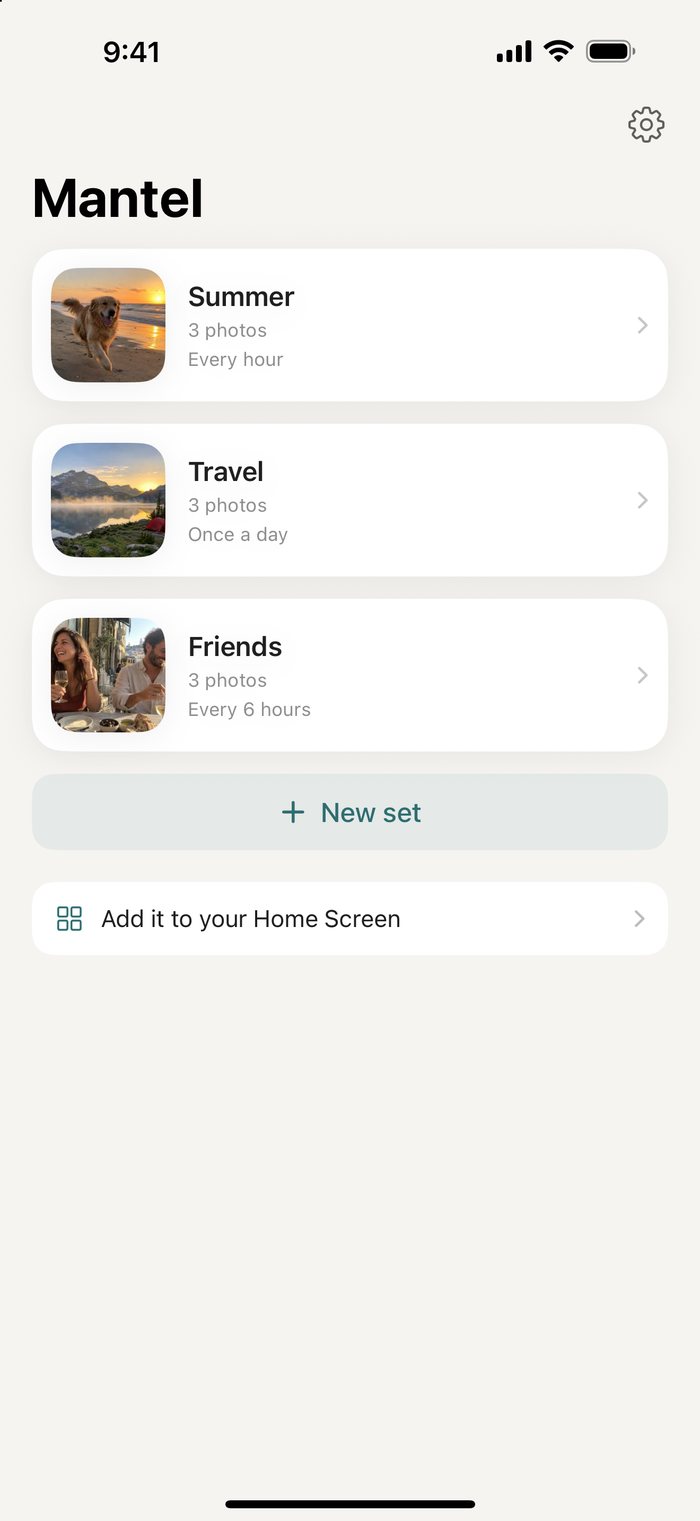 9:41
Mantel
Summer
3 photos
Every hour
Travel
3 photos
Once a day
Friends
3 photos
Every 6 hours
New set
Add it to your Home Screen